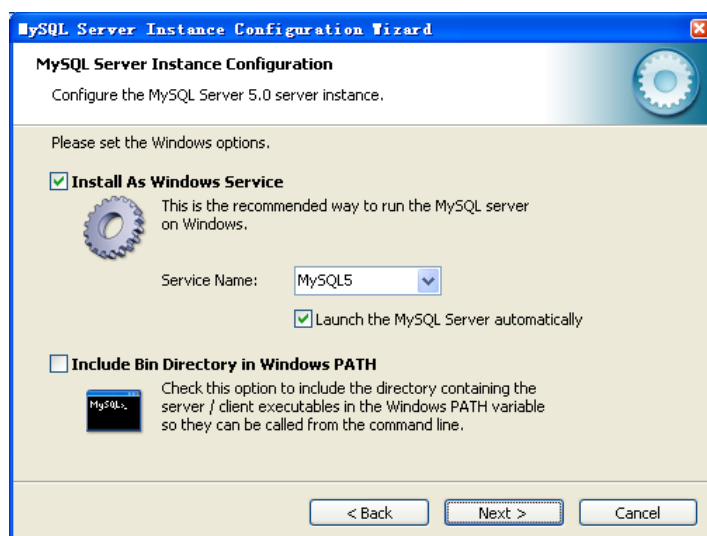 MySQL Server Instance Configuration Wizard
MySQL Server Instance Configuration
Configure the MySQL Server 5.0 server instance.
Please set the Windows options.
Install As Windows Service
This is the recommended way to run the MySQL server
on Windows.
Service Name: MySQL5
Launch the MySQL Server automatically
Include Bin Directory in Windows PATH
MySQL>_
Check this option to include the directory containing the
server / client executables in the Windows PATH variable
so they can be called from the command line.
< Back Next > Cancel